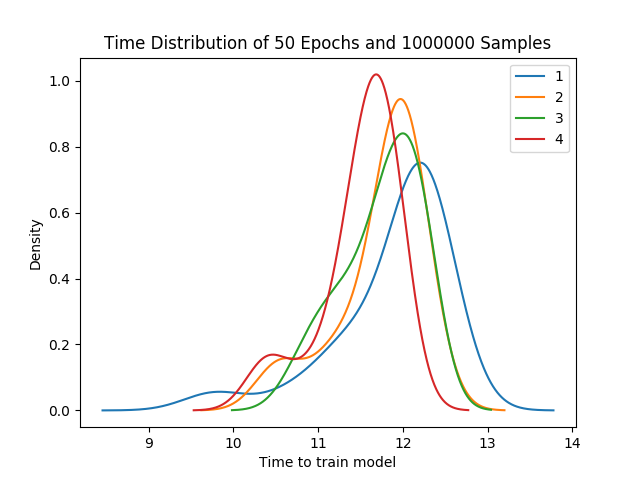 Time Distribution of 50 Epochs and 1000000 Samples
1
2
3
4
1.0
0.8
0.6
0.4
0.2
0.0
Density
9 10 11 12 13 14
Time to train model